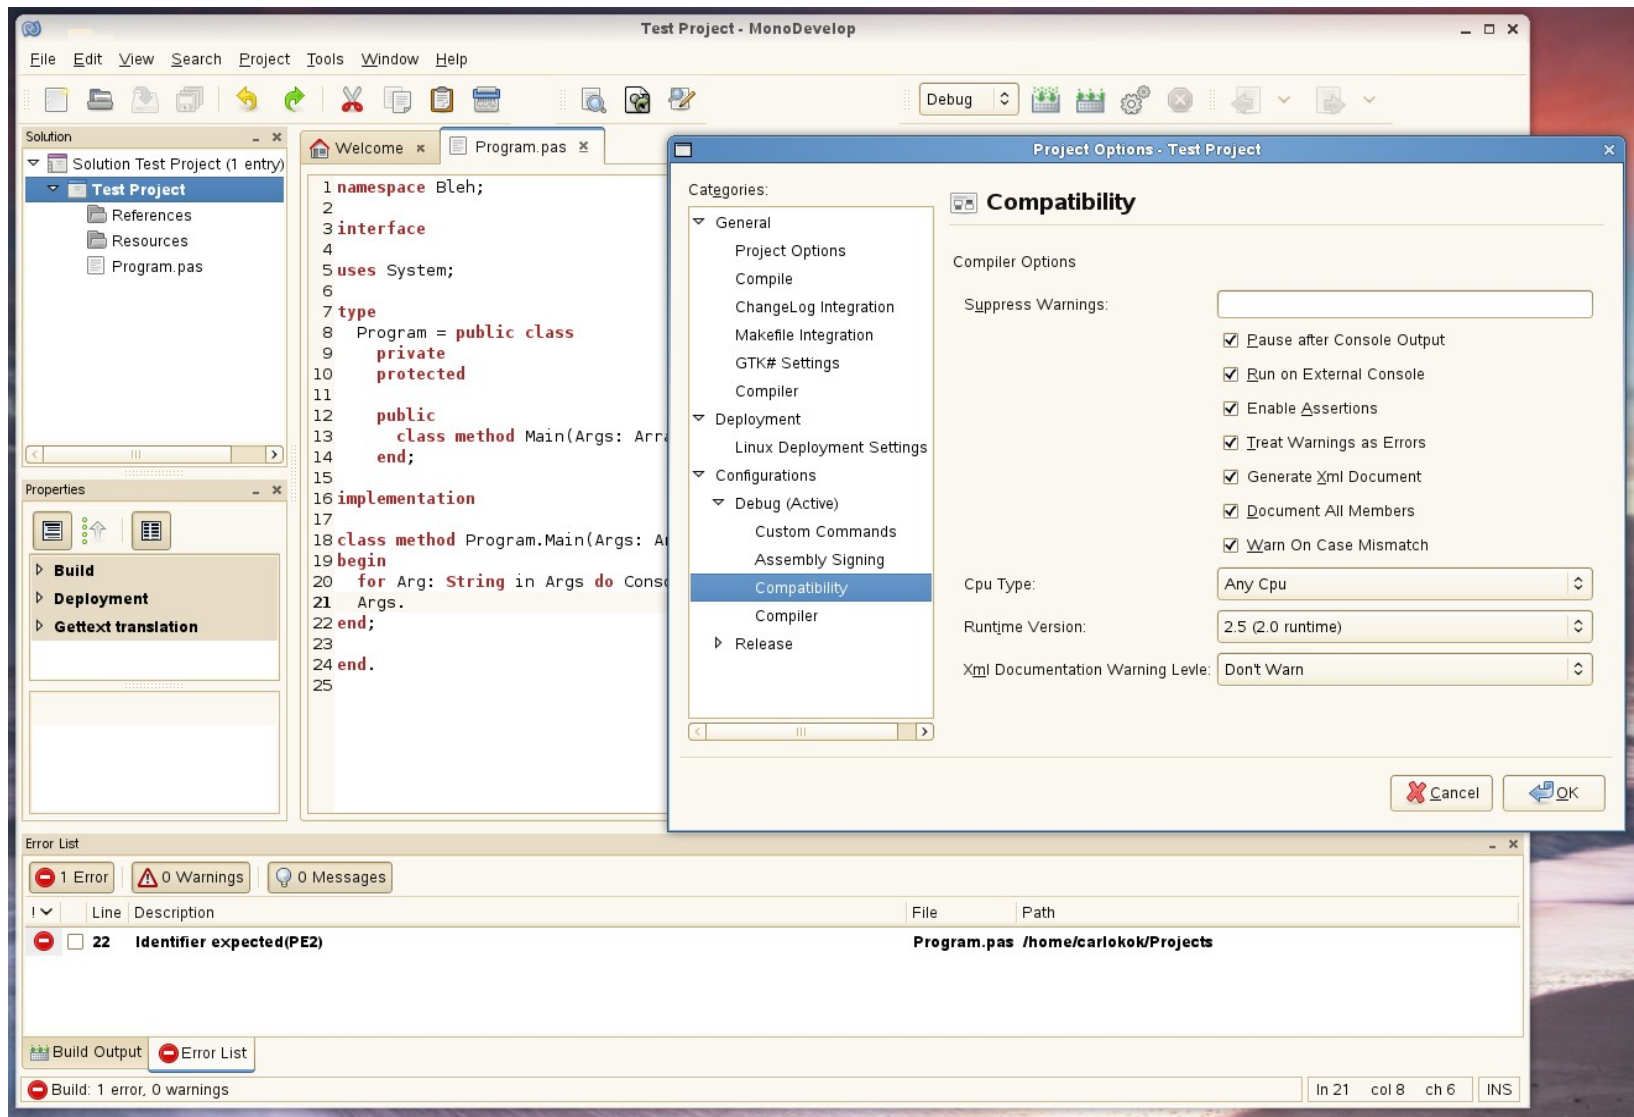 Test Project - MonoDevelop
File Edit View Search Project Tools Window Help
Debug
Solution
Solution Test Project (1 entry)
Test Project
References
Resources
Program.pas
Properties
Build
Deployment
Gettext translation
Welcome
Program.pas
1 namespace Bleh;
2
3 interface
4
5 uses System;
6
7 type
8 Program = public class
9 private
10 protected
11
12 public
13 class method Main(Args: Arr
14 end;
15
16 implementation
17
18 class method Program.Main(Args: A
19 begin
20 for Arg: String in Args do Cons
21 Args.
22 end;
23
24 end.
25
Project Options - Test Project
Categories:
General
Project Options
Compile
ChangeLog Integration
Makefile Integration
GTK# Settings
Compiler
Deployment
Linux Deployment Settings
Configurations
Debug (Active)
Custom Commands
Assembly Signing
Compatibility
Compiler
Release
Compatibility
Compiler Options
Suppress Warnings:
Pause after Console Output
Run on External Console
Enable Assertions
Treat Warnings as Errors
Generate Xml Document
Document All Members
Warn On Case Mismatch
Cpu Type: Any Cpu
Runtime Version: 2.5 (2.0 runtime)
Xml Documentation Warning Levle: Don't Warn
Cancel OK
Error List
1 Error 0 Warnings 0 Messages
! Line Description File Path
22 Identifier expected(PE2) Program.pas /home/carlokok/Projects
Build Output Error List
Build: 1 error, 0 warnings ln 21 col 8 ch 6 INS